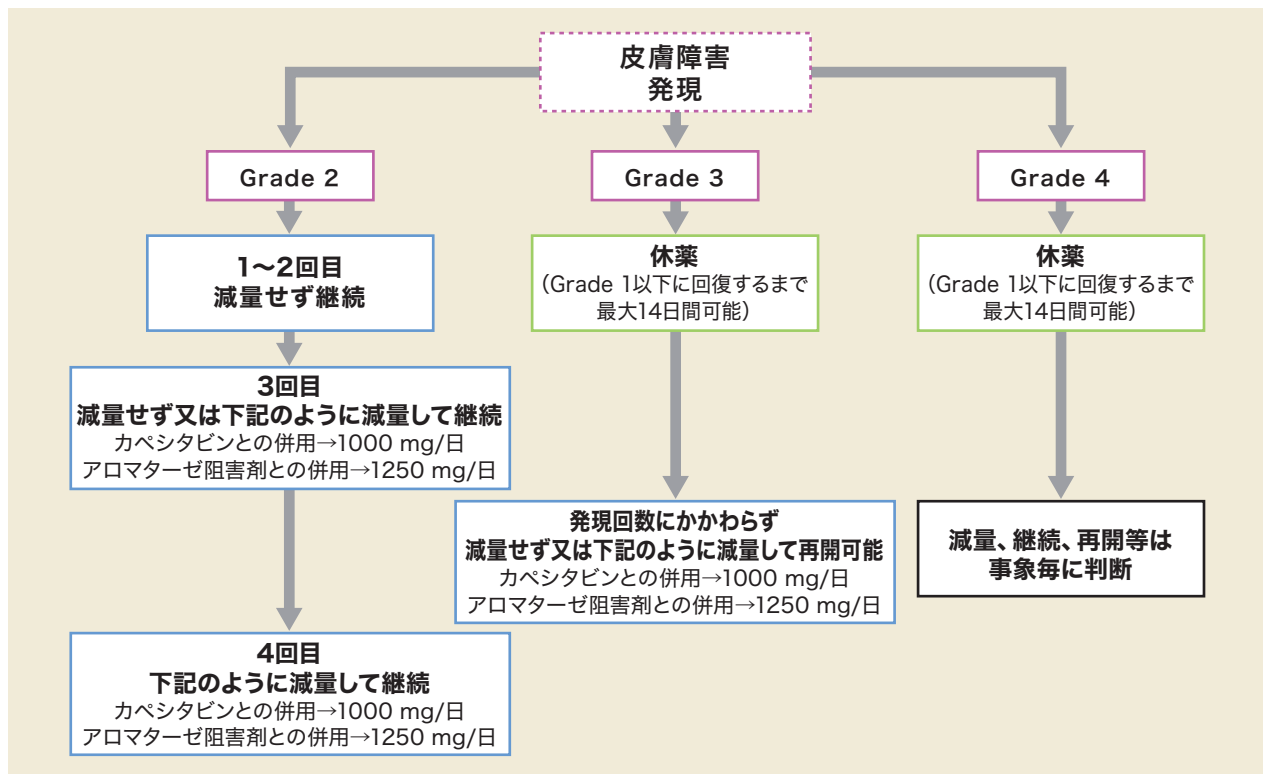 皮膚障害
発現
Grade 2
1〜2回目
減量せず継続
3回目
減量せず又は下記のように減量して継続
カペシタビンとの併用→1000 mg/日
アロマターゼ阻害剤との併用→1250 mg/日
4回目
下記のように減量して継続
カペシタビンとの併用→1000 mg/日
アロマターゼ阻害剤との併用→1250 mg/日
Grade 3
休薬
（Grade 1以下に回復するまで
最大14日間可能）
発現回数にかかわらず
減量せず又は下記のように減量して再開可能
カペシタビンとの併用→1000 mg/日
アロマターゼ阻害剤との併用→1250 mg/日
Grade 4
休薬
（Grade 1以下に回復するまで
最大14日間可能）
減量、継続、再開等は
事象毎に判断